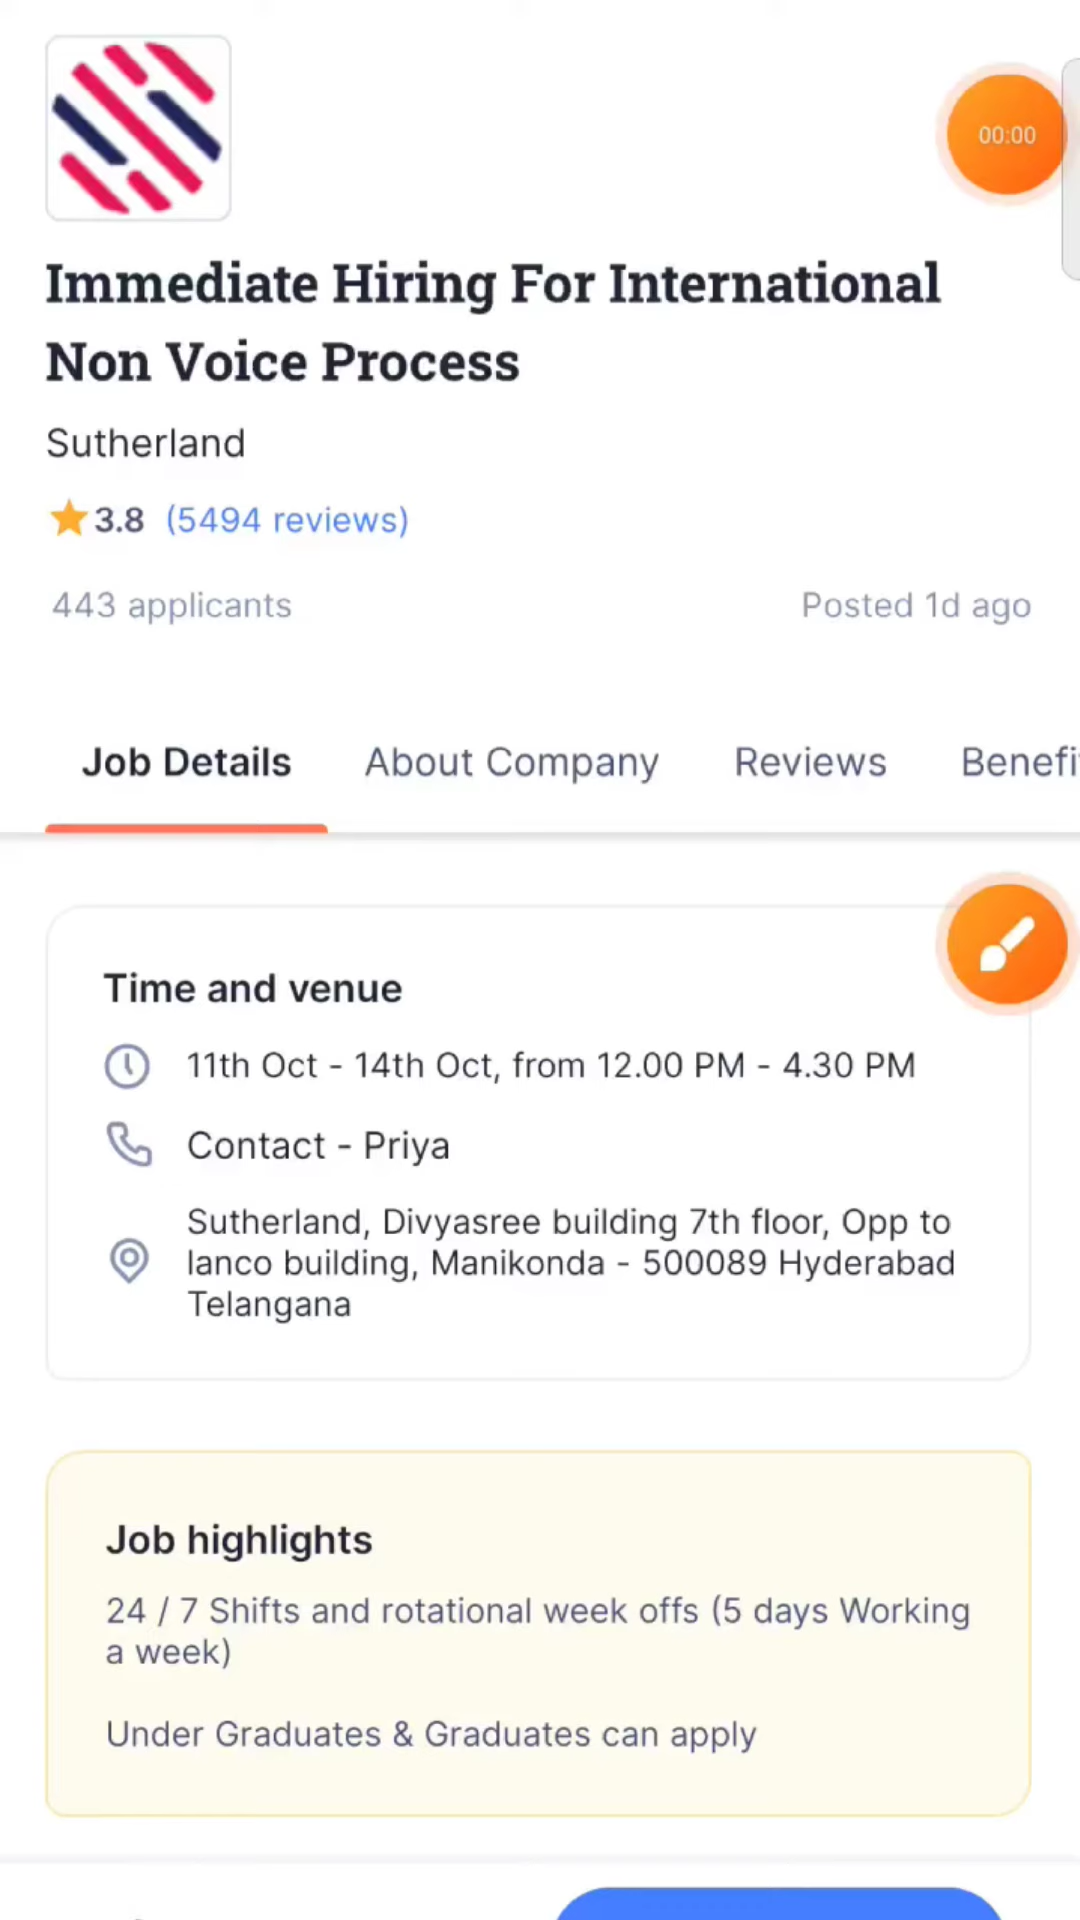 00:00
Immediate Hiring For International
Non Voice Process
Sutherland
3.8 (5494 reviews)
443 applicants Posted 1d ago
Job Details About Company Reviews Benefi
Time and venue
11th Oct - 14th Oct, from 12.00 PM - 4.30 PM
Contact - Priya
Sutherland, Divyasree building 7th floor, Opp to
lanco building, Manikonda - 500089 Hyderabad
Telangana
Job highlights
24 / 7 Shifts and rotational week offs (5 days Working
a week)
Under Graduates & Graduates can apply